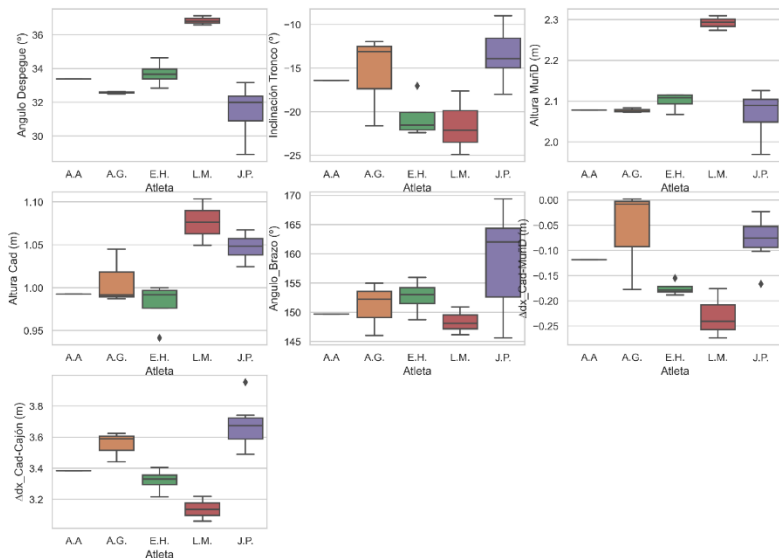 Angulo Despegue (°)
36
34
32
30
A.A
A.G.
E.H.
L.M.
J.P.
Atleta
Inclinación Tronco (°)
−10
−15
−20
−25
A.A
A.G.
E.H.
L.M.
J.P.
Atleta
Altura MuñD (m)
2.3
2.2
2.1
2.0
A.A
A.G.
E.H.
L.M.
J.P.
Atleta
Altura Cad (m)
1.10
1.05
1.00
0.95
A.A
A.G.
E.H.
L.M.
J.P.
Atleta
Angulo_Brazo (°)
170
165
160
155
150
145
A.A
A.G.
E.H.
L.M.
J.P.
Atleta
Δdx_Cad-MuñD (m)
0.00
−0.05
−0.10
−0.15
−0.20
−0.25
A.A
A.G.
E.H.
L.M.
J.P.
Atleta
Δdx_Cad-Cajón (m)
3.8
3.6
3.4
3.2
A.A
A.G.
E.H.
L.M.
J.P.
Atleta